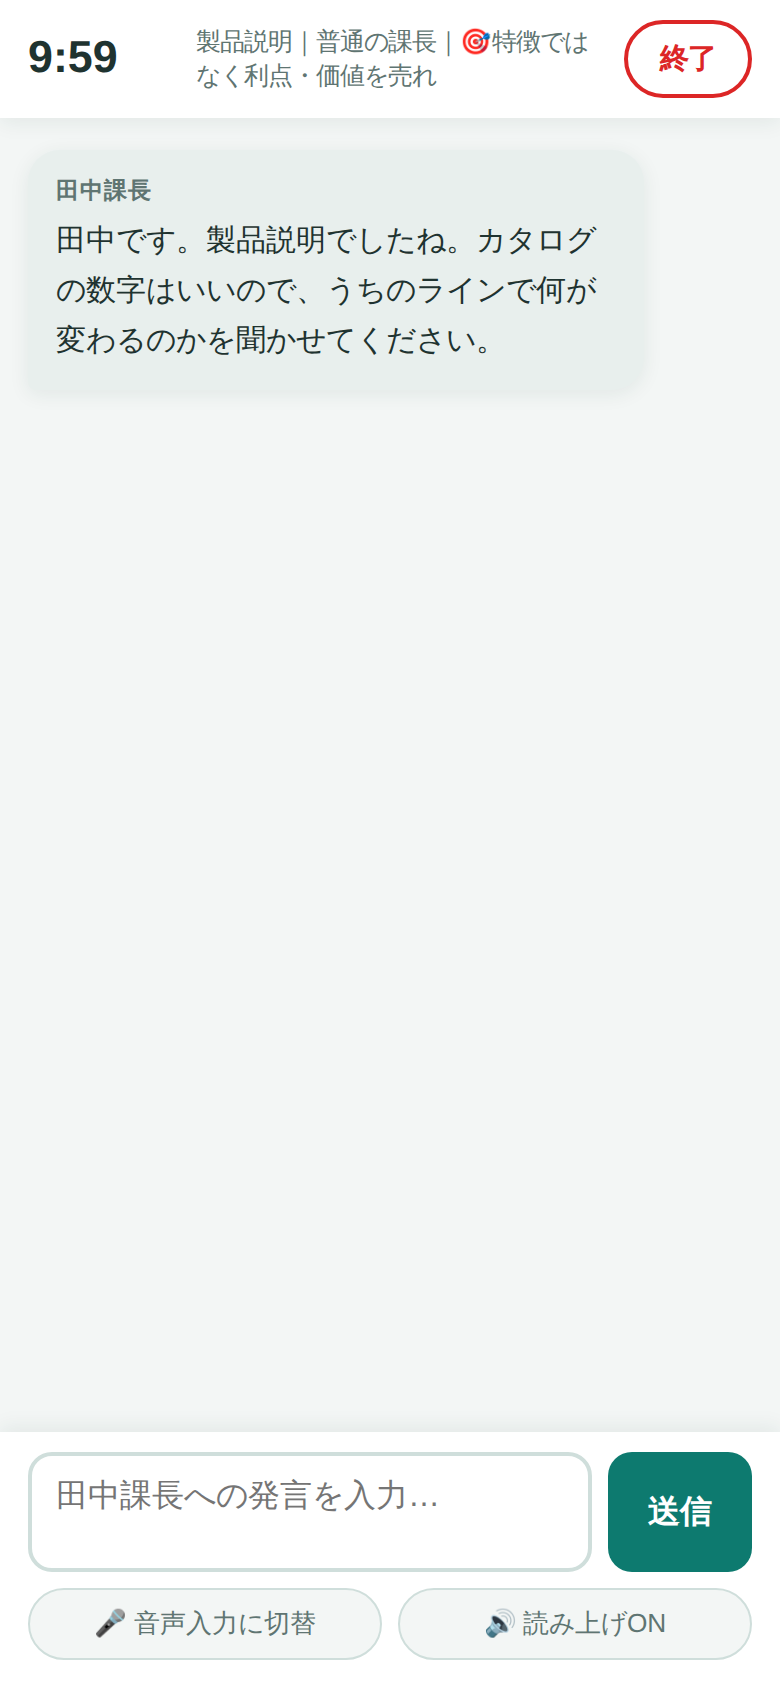 9:59
製品説明｜普通の課長｜🎯特徴では
なく利点・価値を売れ
終了
田中課長
田中です。製品説明でしたね。カタログ
の数字はいいので、うちのラインで何が
変わるのかを聞かせてください。
田中課長への発言を入力…
送信
🎤 音声入力に切替
🔊 読み上げON